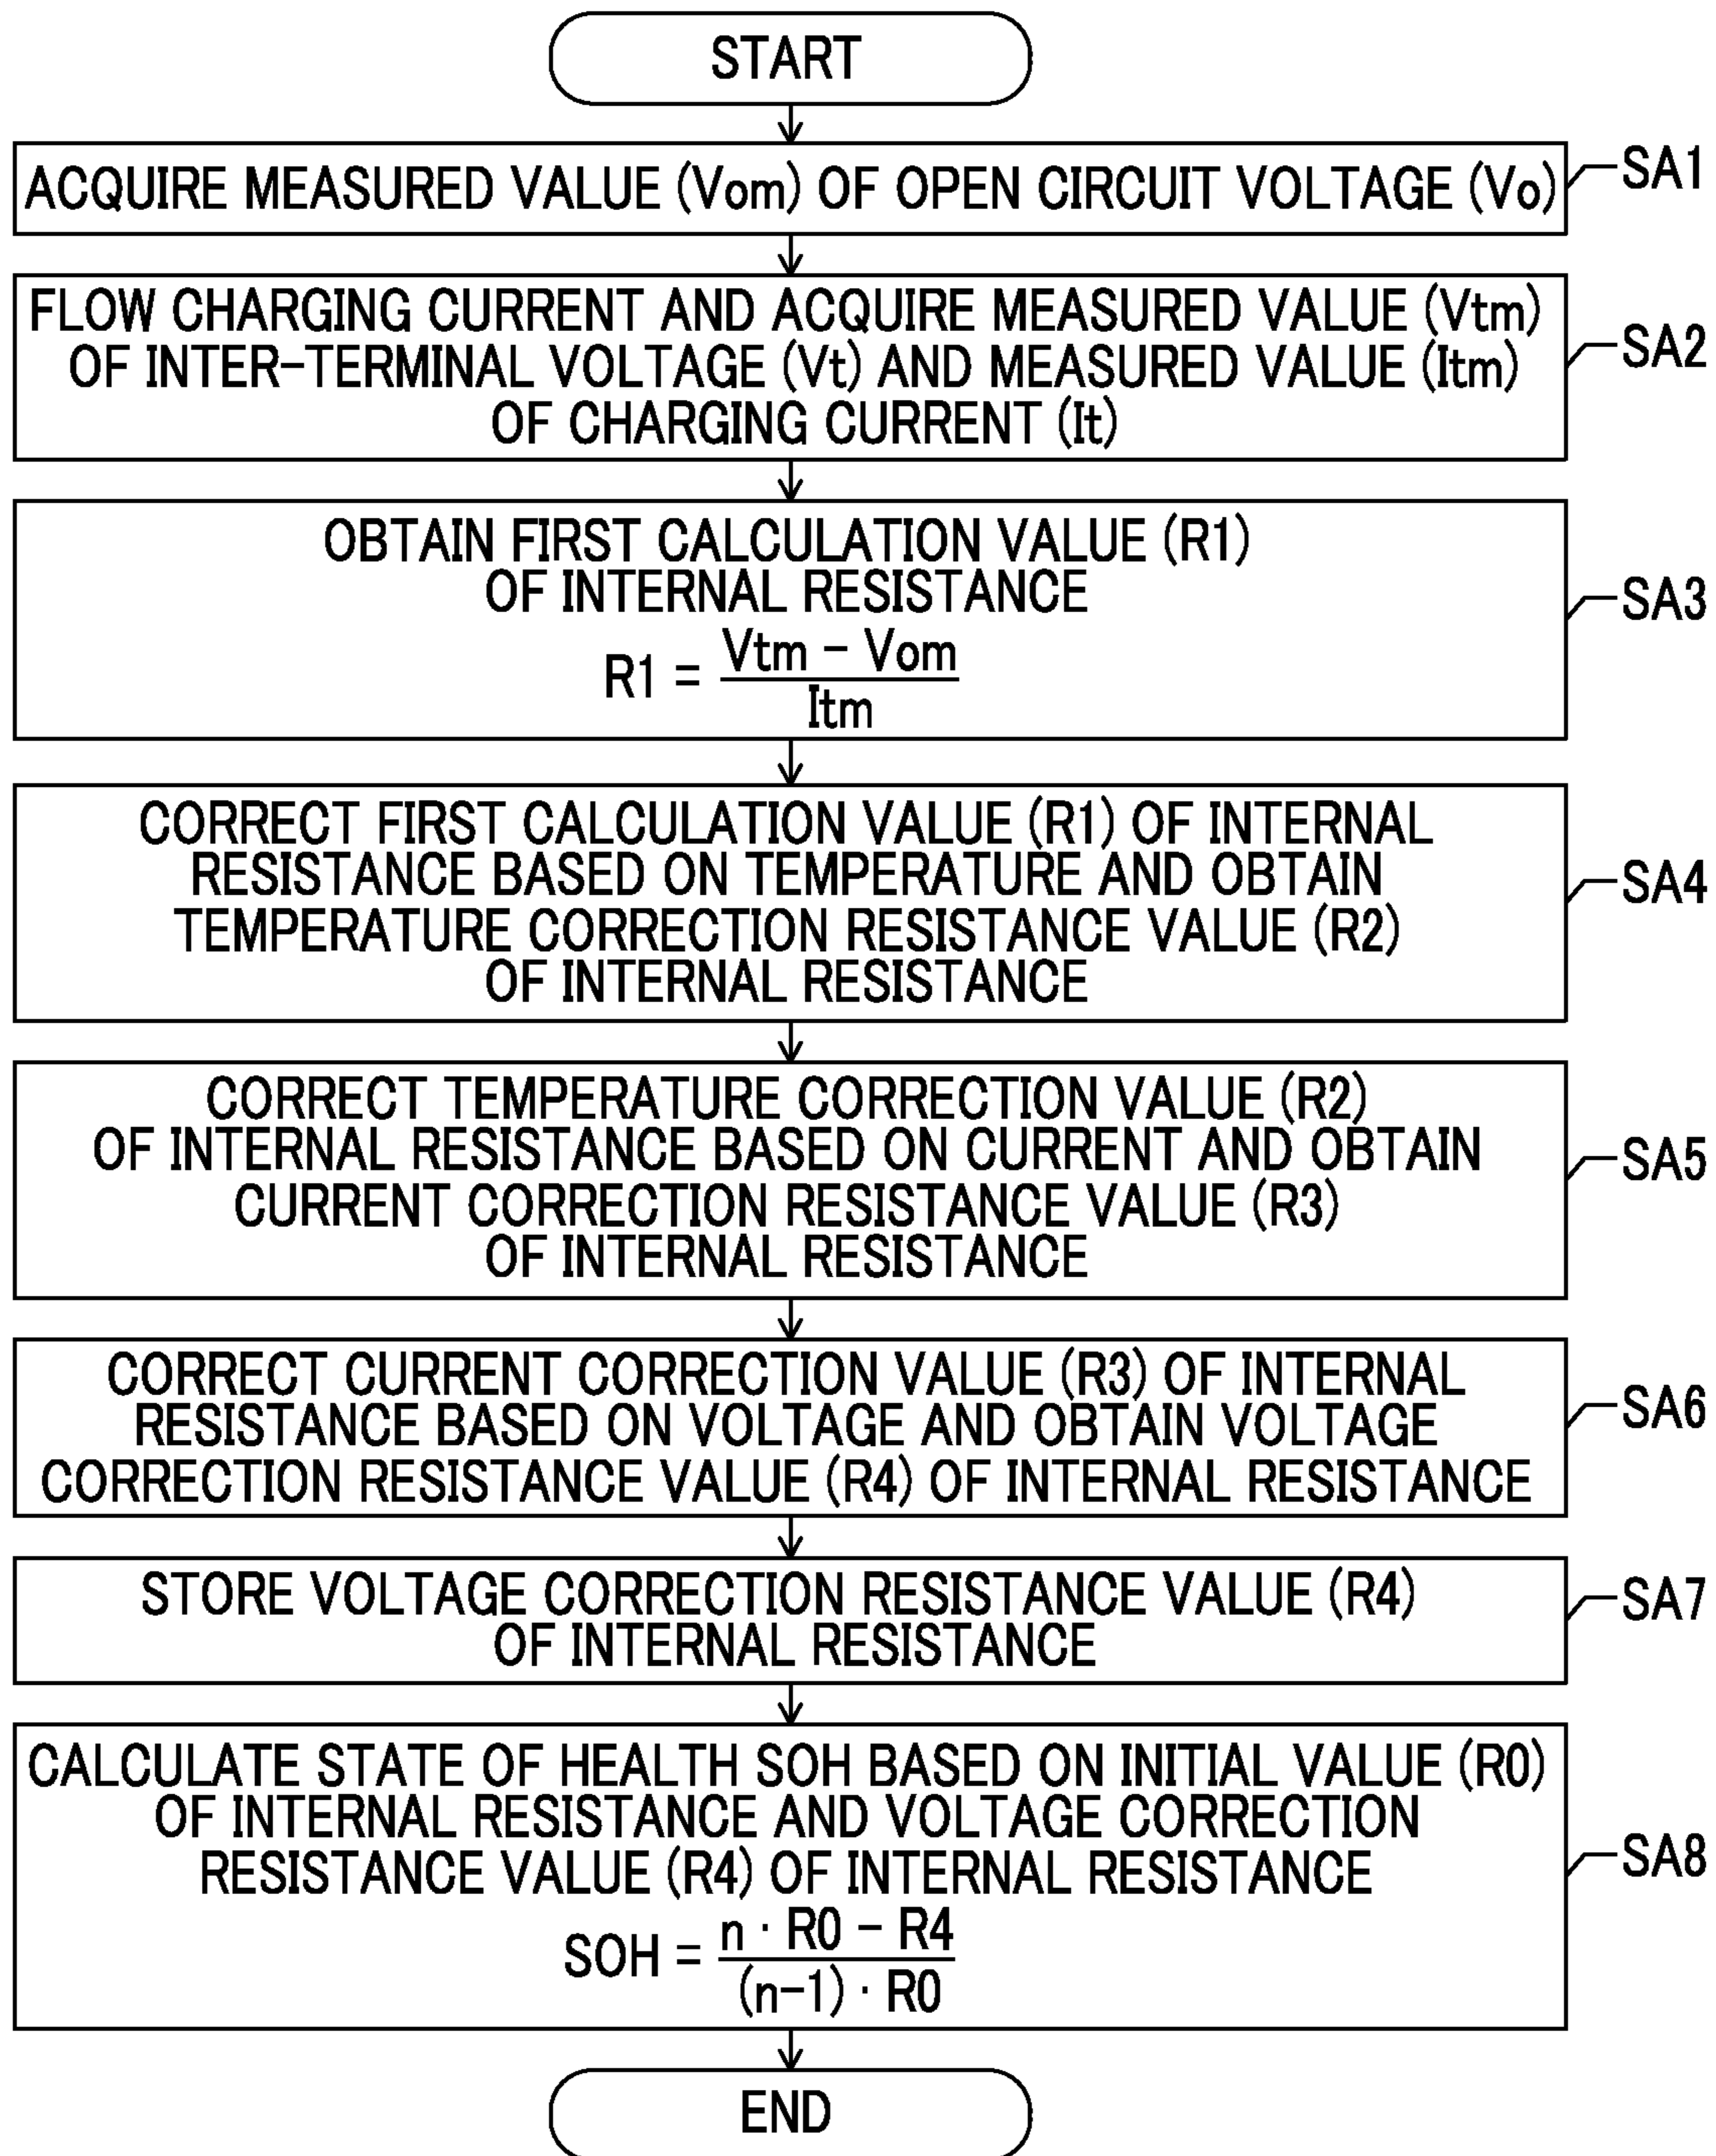 START
ACQUIRE MEASURED VALUE (Vom) OF OPEN CIRCUIT VOLTAGE (Vo)
SA1
FLOW CHARGING CURRENT AND ACQUIRE MEASURED VALUE (Vtm)
OF INTER-TERMINAL VOLTAGE (Vt) AND MEASURED VALUE (Itm)
OF CHARGING CURRENT (It)
SA2
OBTAIN FIRST CALCULATION VALUE (R1)
OF INTERNAL RESISTANCE
R1 = (Vtm - Vom) / Itm
SA3
CORRECT FIRST CALCULATION VALUE (R1) OF INTERNAL
RESISTANCE BASED ON TEMPERATURE AND OBTAIN
TEMPERATURE CORRECTION RESISTANCE VALUE (R2)
OF INTERNAL RESISTANCE
SA4
CORRECT TEMPERATURE CORRECTION VALUE (R2)
OF INTERNAL RESISTANCE BASED ON CURRENT AND OBTAIN
CURRENT CORRECTION RESISTANCE VALUE (R3)
OF INTERNAL RESISTANCE
SA5
CORRECT CURRENT CORRECTION VALUE (R3) OF INTERNAL
RESISTANCE BASED ON VOLTAGE AND OBTAIN VOLTAGE
CORRECTION RESISTANCE VALUE (R4) OF INTERNAL RESISTANCE
SA6
STORE VOLTAGE CORRECTION RESISTANCE VALUE (R4)
OF INTERNAL RESISTANCE
SA7
CALCULATE STATE OF HEALTH SOH BASED ON INITIAL VALUE (R0)
OF INTERNAL RESISTANCE AND VOLTAGE CORRECTION
RESISTANCE VALUE (R4) OF INTERNAL RESISTANCE
SOH = (n · R0 - R4) / ((n-1) · R0)
SA8
END